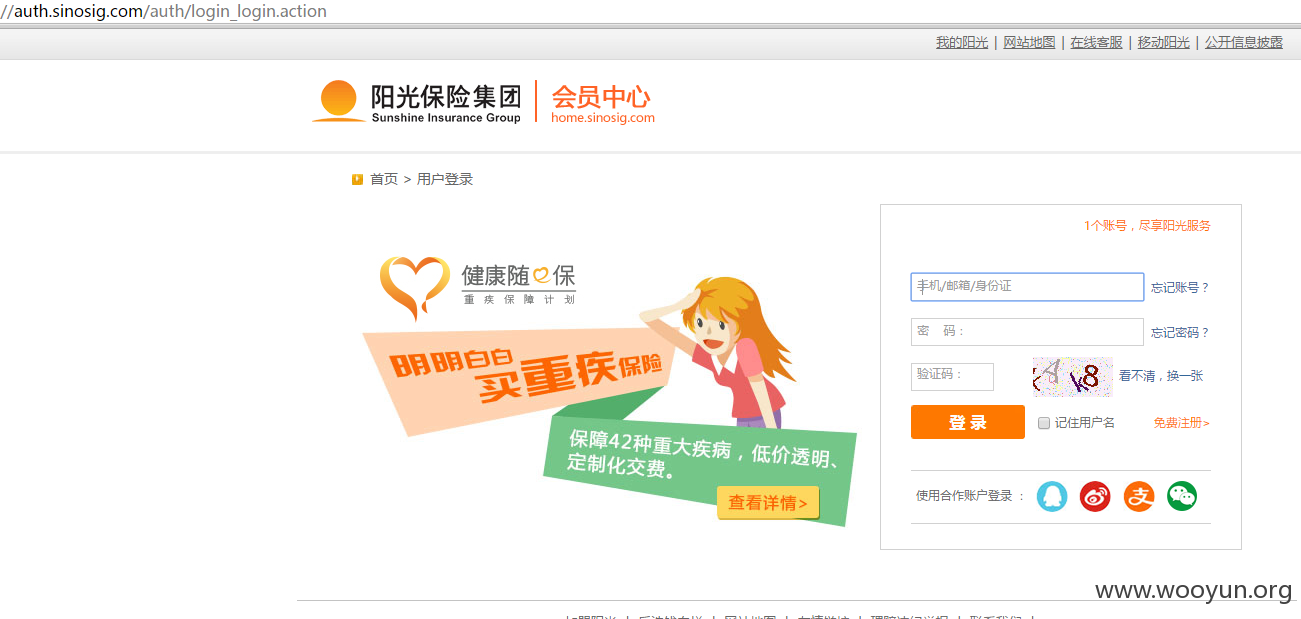 //auth.sinosig.com/auth/login_login.action
我的阳光 | 网站地图 | 在线客服 | 移动阳光 | 公开信息披露
阳光保险集团
Sunshine Insurance Group
会员中心
home.sinosig.com
首页 > 用户登录
健康随e保
重疾保障计划
明明白白
买重疾保险
保障42种重大疾病，低价透明、
定制化交费。
查看详情>
1个账号，尽享阳光服务
手机/邮箱/身份证
忘记账号？
密 码：
忘记密码？
验证码：
看不清，换一张
登 录
记住用户名
免费注册>
使用合作账户登录 ：
支
www.wooyun.org